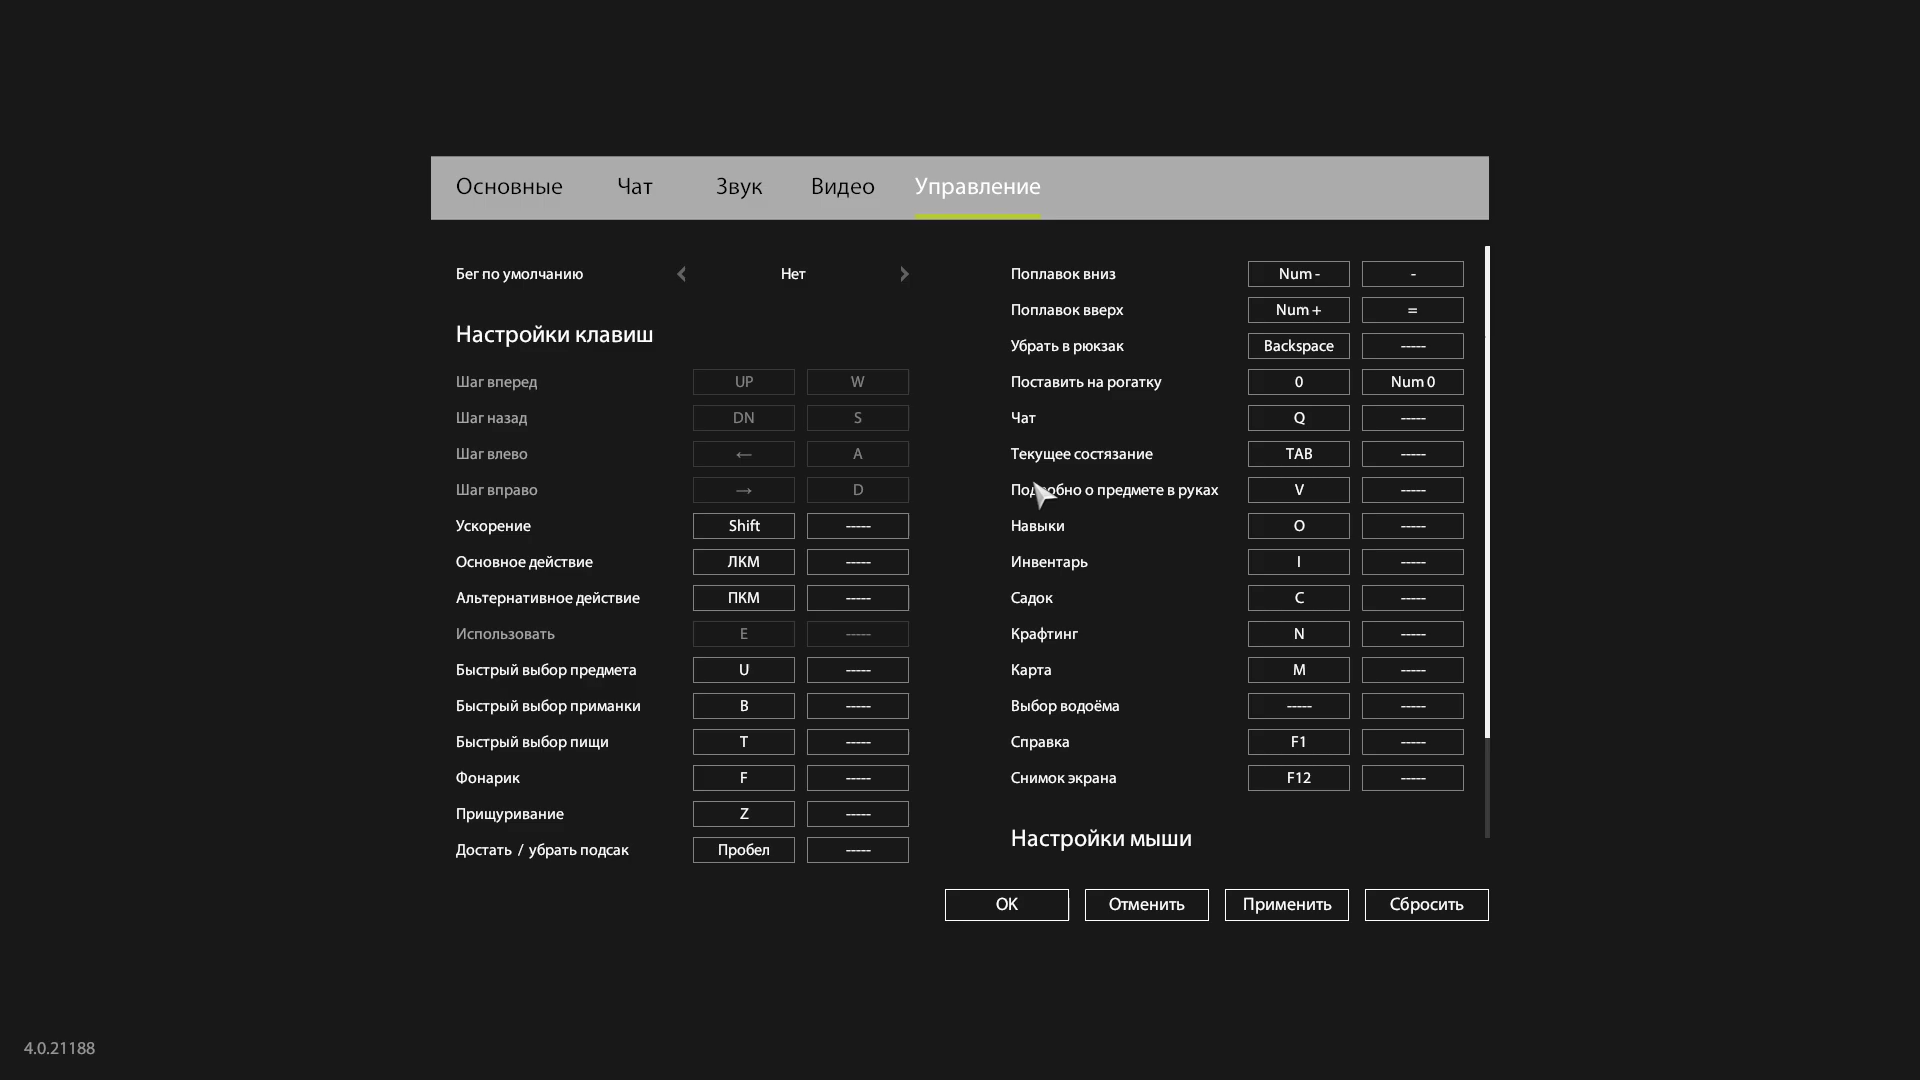 Основные Чат Звук Видео Управление
Бег по умолчанию Нет
Настройки клавиш
Шаг вперед UP W
Шаг назад DN S
Шаг влево ← A
Шаг вправо → D
Ускорение Shift -----
Основное действие ЛКМ -----
Альтернативное действие ПКМ -----
Использовать E -----
Быстрый выбор предмета U -----
Быстрый выбор приманки B -----
Быстрый выбор пищи T -----
Фонарик F -----
Прищуривание Z -----
Достать / убрать подсак Пробел -----
Поплавок вниз Num - -
Поплавок вверх Num + =
Убрать в рюкзак Backspace -----
Поставить на рогатку 0 Num 0
Чат Q -----
Текущее состязание TAB -----
Подробно о предмете в руках V -----
Навыки O -----
Инвентарь I -----
Садок C -----
Крафтинг N -----
Карта M -----
Выбор водоёма ----- -----
Справка F1 -----
Снимок экрана F12 -----
Настройки мыши
OK Отменить Применить Сбросить
4.0.21188